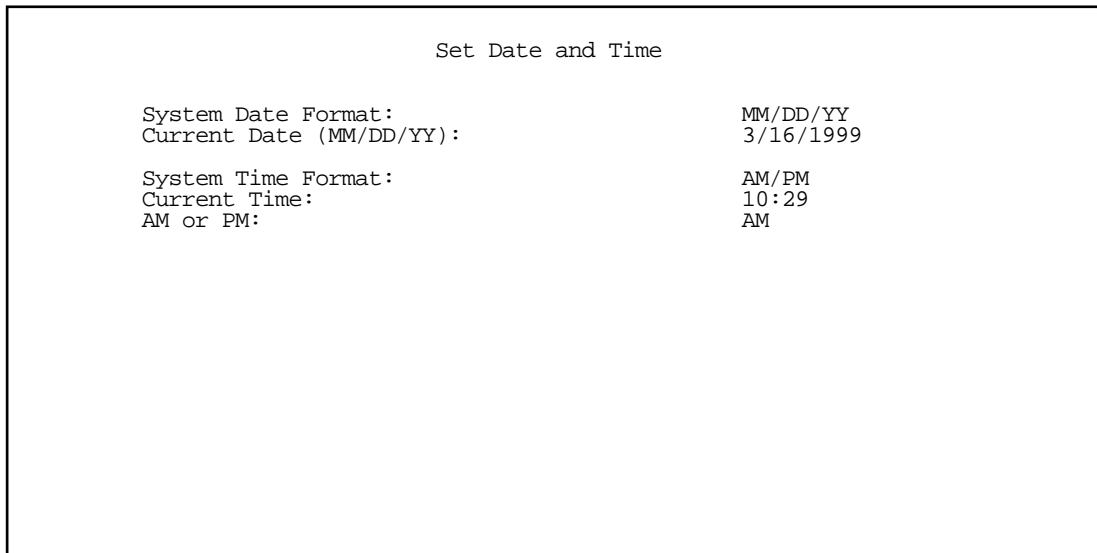 Set Date and Time
System Date Format: MM/DD/YY
Current Date (MM/DD/YY): 3/16/1999
System Time Format: AM/PM
Current Time: 10:29
AM or PM: AM